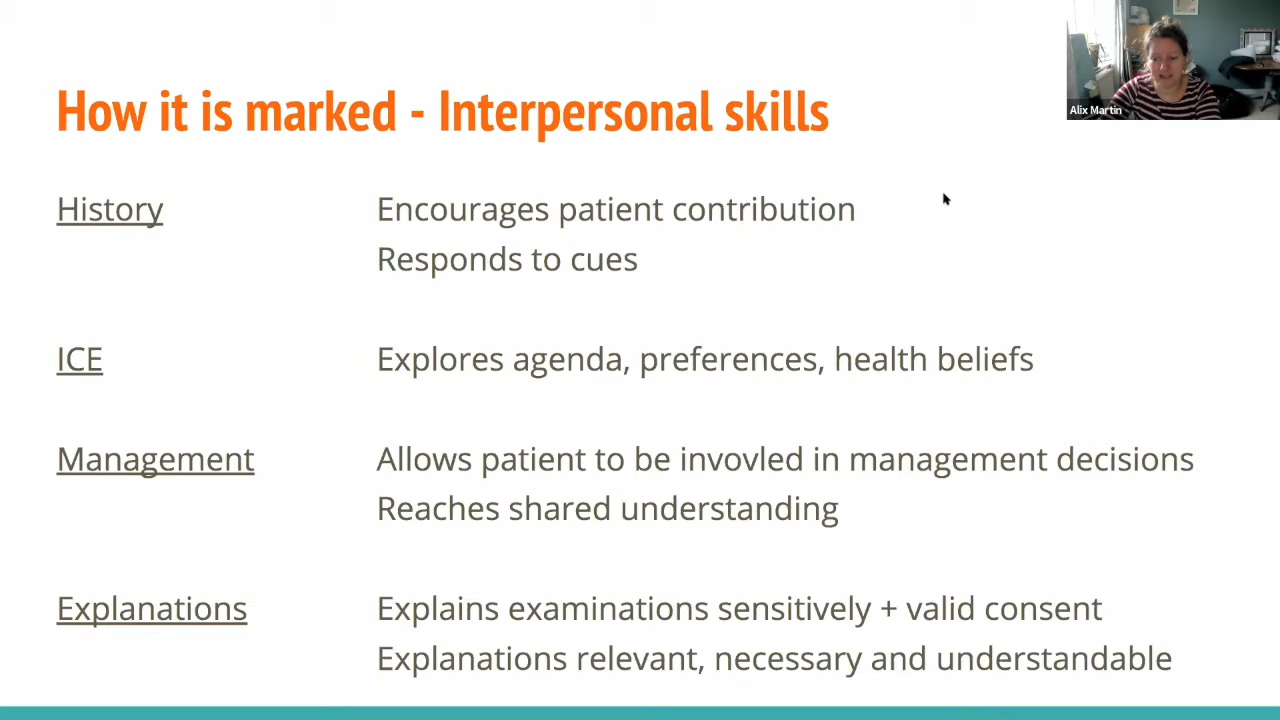 How it is marked - Interpersonal skills
Alix Martin
History
Encourages patient contribution
Responds to cues
ICE
Explores agenda, preferences, health beliefs
Management
Allows patient to be invovled in management decisions
Reaches shared understanding
Explanations
Explains examinations sensitively + valid consent
Explanations relevant, necessary and understandable